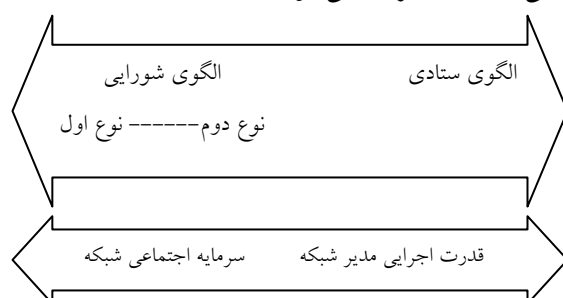 الگوی ستادی الگوی شورایی
نوع دوم------ نوع اول
قدرت اجرایی مدیر شبکه سرمایه اجتماعی شبکه